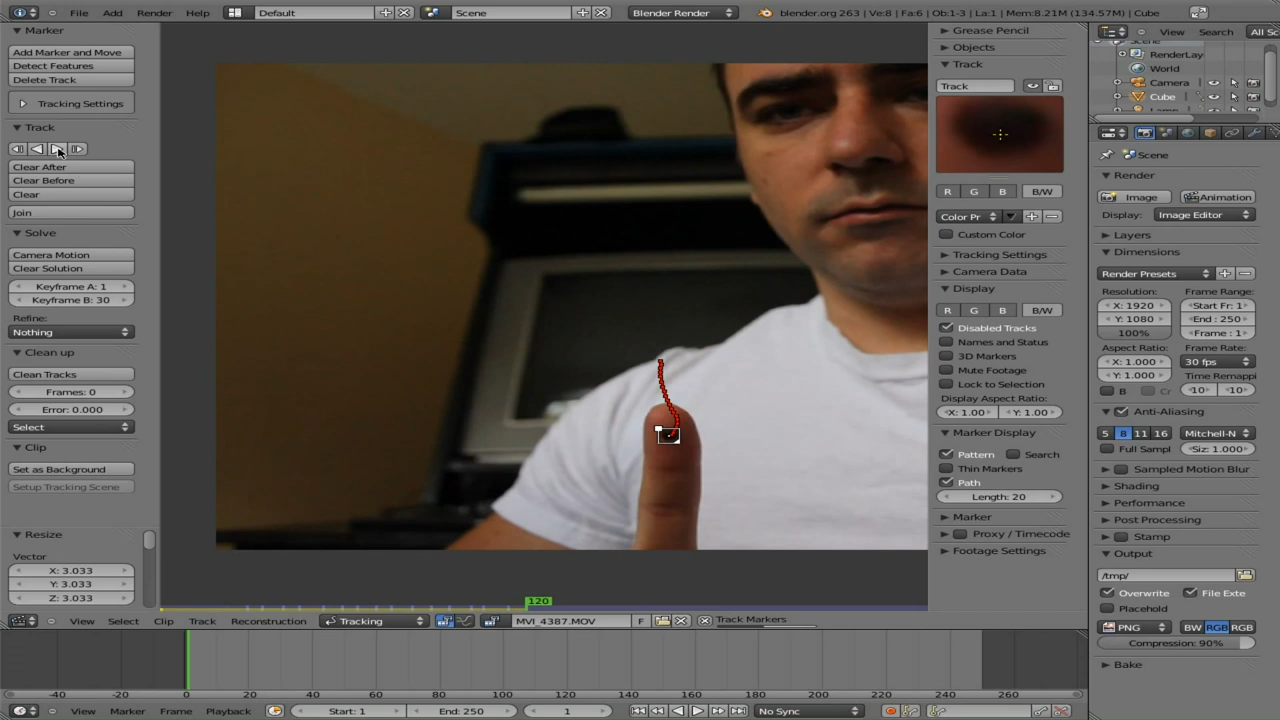 File Add Render Help Default Scene Blender Render blender.org 263 | Ve:8 | Fa:6 | Ob:1-3 | La:1 | Mem:8.21M (134.57M) | Cube
Marker
Add Marker and Move
Detect Features
Delete Track
Tracking Settings
Track
Clear After
Clear Before
Clear
Join
Solve
Camera Motion
Clear Solution
Keyframe A: 1
Keyframe B: 30
Refine:
Nothing
Clean up
Clean Tracks
Frames: 0
Error: 0.000
Select
Clip
Set as Background
Setup Tracking Scene
Resize
Vector
X: 3.033
Y: 3.033
Z: 3.033
Grease Pencil
Objects
Track
Track
R G B B/W
Color Pr
Custom Color
Tracking Settings
Camera Data
Display
R G B B/W
Disabled Tracks
Names and Status
3D Markers
Mute Footage
Lock to Selection
Display Aspect Ratio:
X: 1.00 Y: 1.00
Marker Display
Pattern Search
Thin Markers
Path
Length: 20
Marker
Proxy / Timecode
Footage Settings
View Search All Sc
RenderLay
World
Camera
Cube
Scene
Render
Image Animation
Display: Image Editor
Layers
Dimensions
Render Presets
Resolution: Frame Range:
X: 1920 Start Fr: 1
Y: 1080 End : 250
100% Frame : 1
Aspect Ratio: Frame Rate:
X: 1.000 30 fps
Y: 1.000 Time Remappi
B Cr 10 10
Anti-Aliasing
5 8 11 16 Mitchell-N
Full Sampl Siz: 1.000
Sampled Motion Blur
Shading
Performance
Post Processing
Stamp
Output
/tmp/
Overwrite File Exte
Placehold
PNG BW RGB RGB
Compression: 90%
Bake
120
View Select Clip Track Reconstruction Tracking MVI_4387.MOV F Track Markers
-40 -20 0 20 40 60 80 100 120 140 160 180 200 220 240 260
View Marker Frame Playback Start: 1 End: 250 1 No Sync